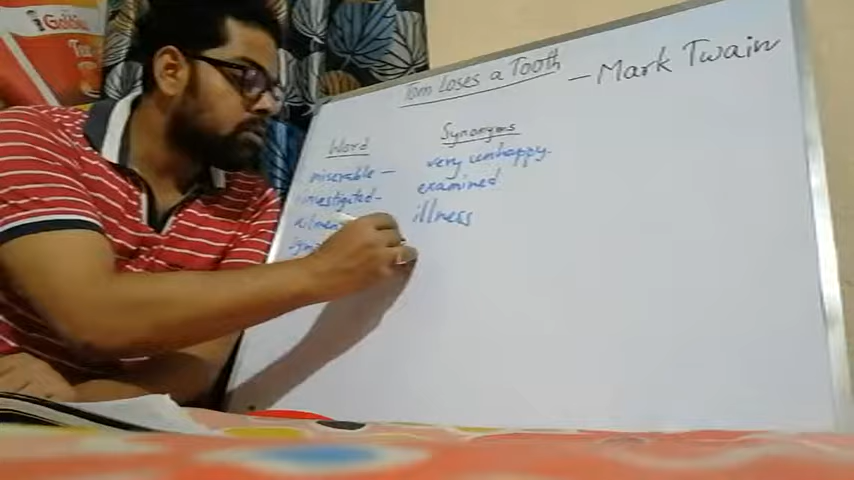 Tom Loses a Tooth – Mark Twain
Word Synonyms
miserable – very unhappy.
investigated – examined
ailment illness